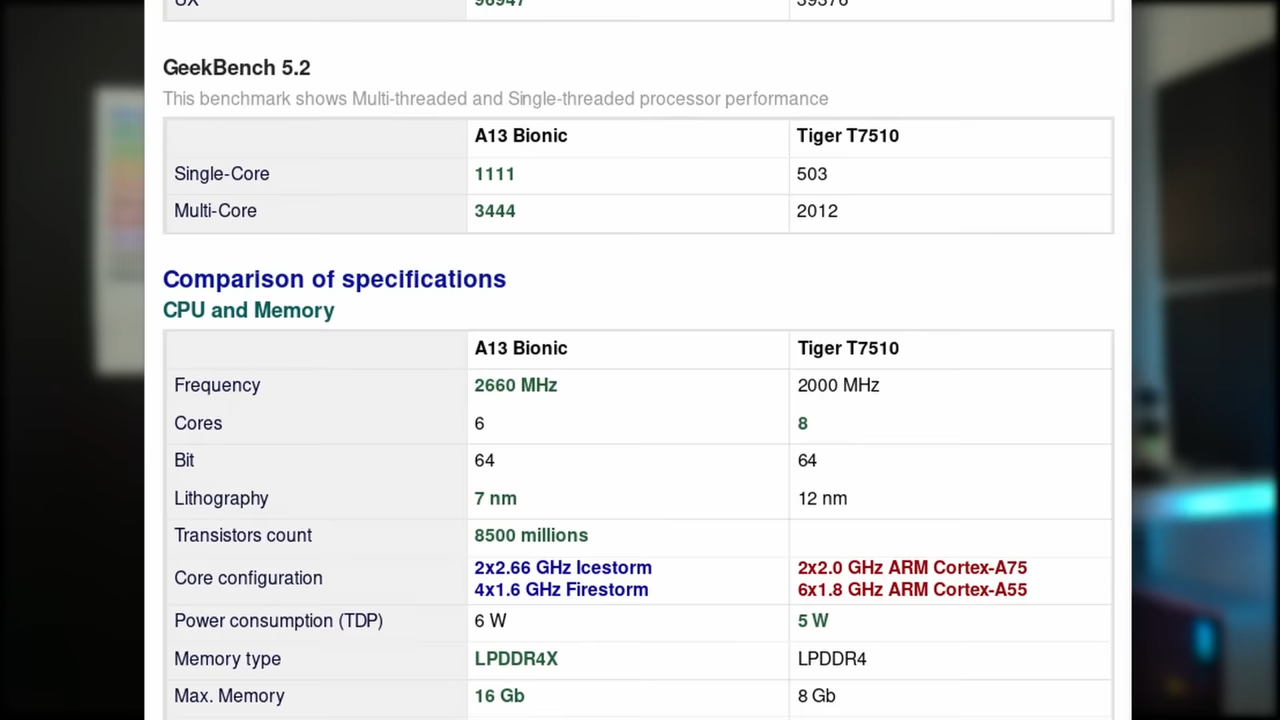 UX 96947 39376
GeekBench 5.2
This benchmark shows Multi-threaded and Single-threaded processor performance
A13 Bionic Tiger T7510
Single-Core 1111 503
Multi-Core 3444 2012
Comparison of specifications
CPU and Memory
A13 Bionic Tiger T7510
Frequency 2660 MHz 2000 MHz
Cores 6 8
Bit 64 64
Lithography 7 nm 12 nm
Transistors count 8500 millions
Core configuration 2x2.66 GHz Icestorm 2x2.0 GHz ARM Cortex-A75
4x1.6 GHz Firestorm 6x1.8 GHz ARM Cortex-A55
Power consumption (TDP) 6 W 5 W
Memory type LPDDR4X LPDDR4
Max. Memory 16 Gb 8 Gb